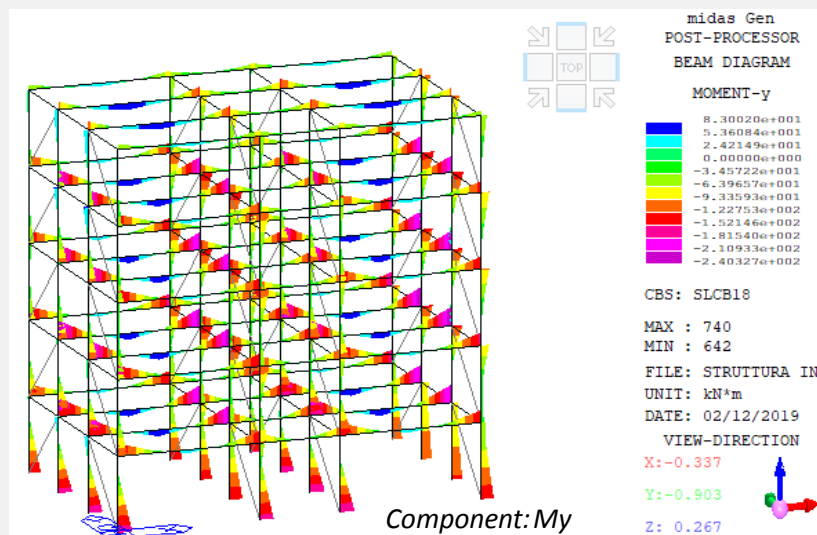 midas Gen
POST-PROCESSOR
BEAM DIAGRAM
MOMENT-y
8.30020e+001
5.36084e+001
2.42149e+001
0.00000e+000
-3.45722e+001
-6.39657e+001
-9.33593e+001
-1.22753e+002
-1.52146e+002
-1.81540e+002
-2.10933e+002
-2.40327e+002
CBS: SLCB18
MAX : 740
MIN : 642
FILE: STRUTTURA IN
UNIT: kN*m
DATE: 02/12/2019
VIEW-DIRECTION
X:-0.337
Y:-0.903
Z: 0.267
TOP
Component: My